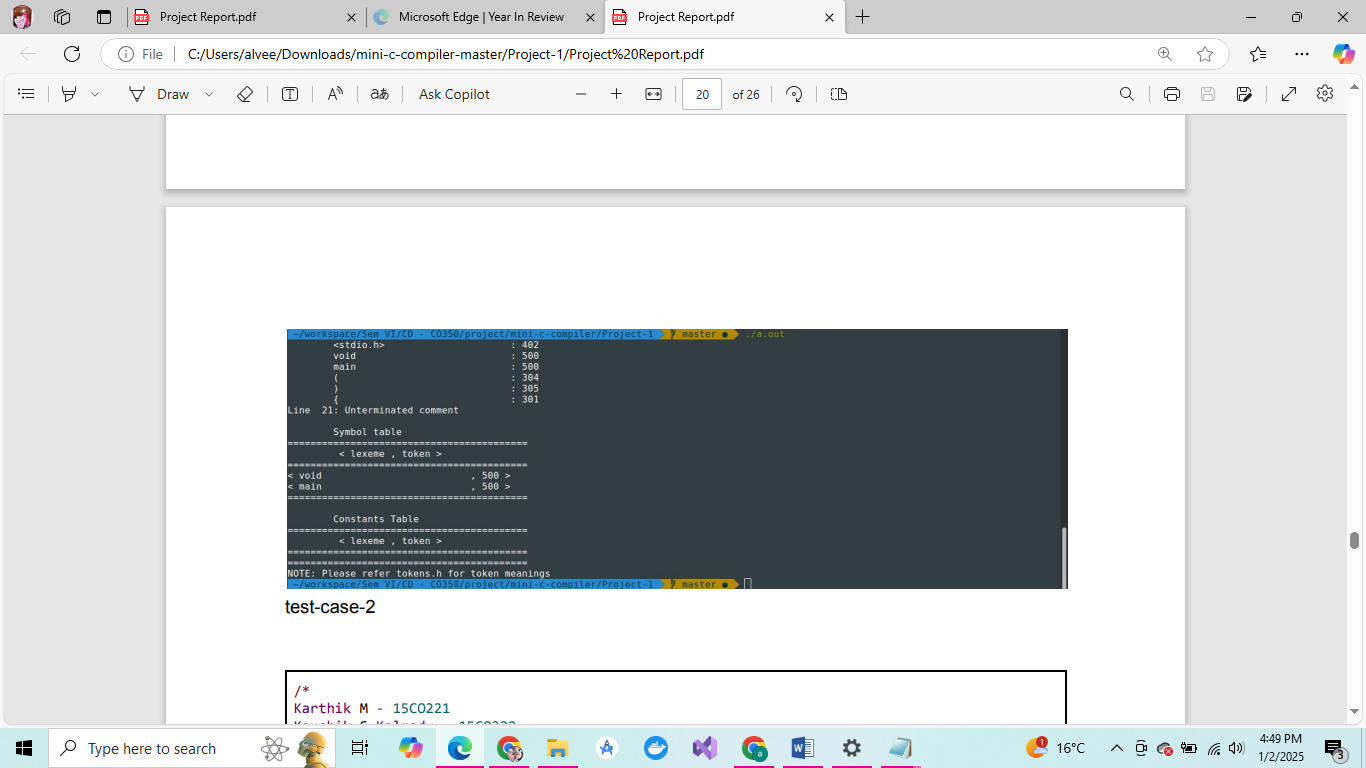 Project Report.pdf
Microsoft Edge | Year In Review
Project Report.pdf
File
C:/Users/alvee/Downloads/mini-c-compiler-master/Project-1/Project%20Report.pdf
Draw
Ask Copilot
20 of 26
~/workspace/Sem VI/CD - CO350/project/mini-c-compiler/Project-1 master ● ./a.out
<stdio.h> : 402
void : 500
main : 500
( : 304
) : 305
{ : 301
Line 21: Unterminated comment
Symbol table
==========================================
< lexeme , token >
==========================================
< void , 500 >
< main , 500 >
==========================================
Constants Table
==========================================
< lexeme , token >
==========================================
==========================================
NOTE: Please refer tokens.h for token meanings
~/workspace/Sem VI/CD - CO350/project/mini-c-compiler/Project-1 master ●
test-case-2
/*
Karthik M - 15CO221
Type here to search
16°C
4:49 PM
1/2/2025